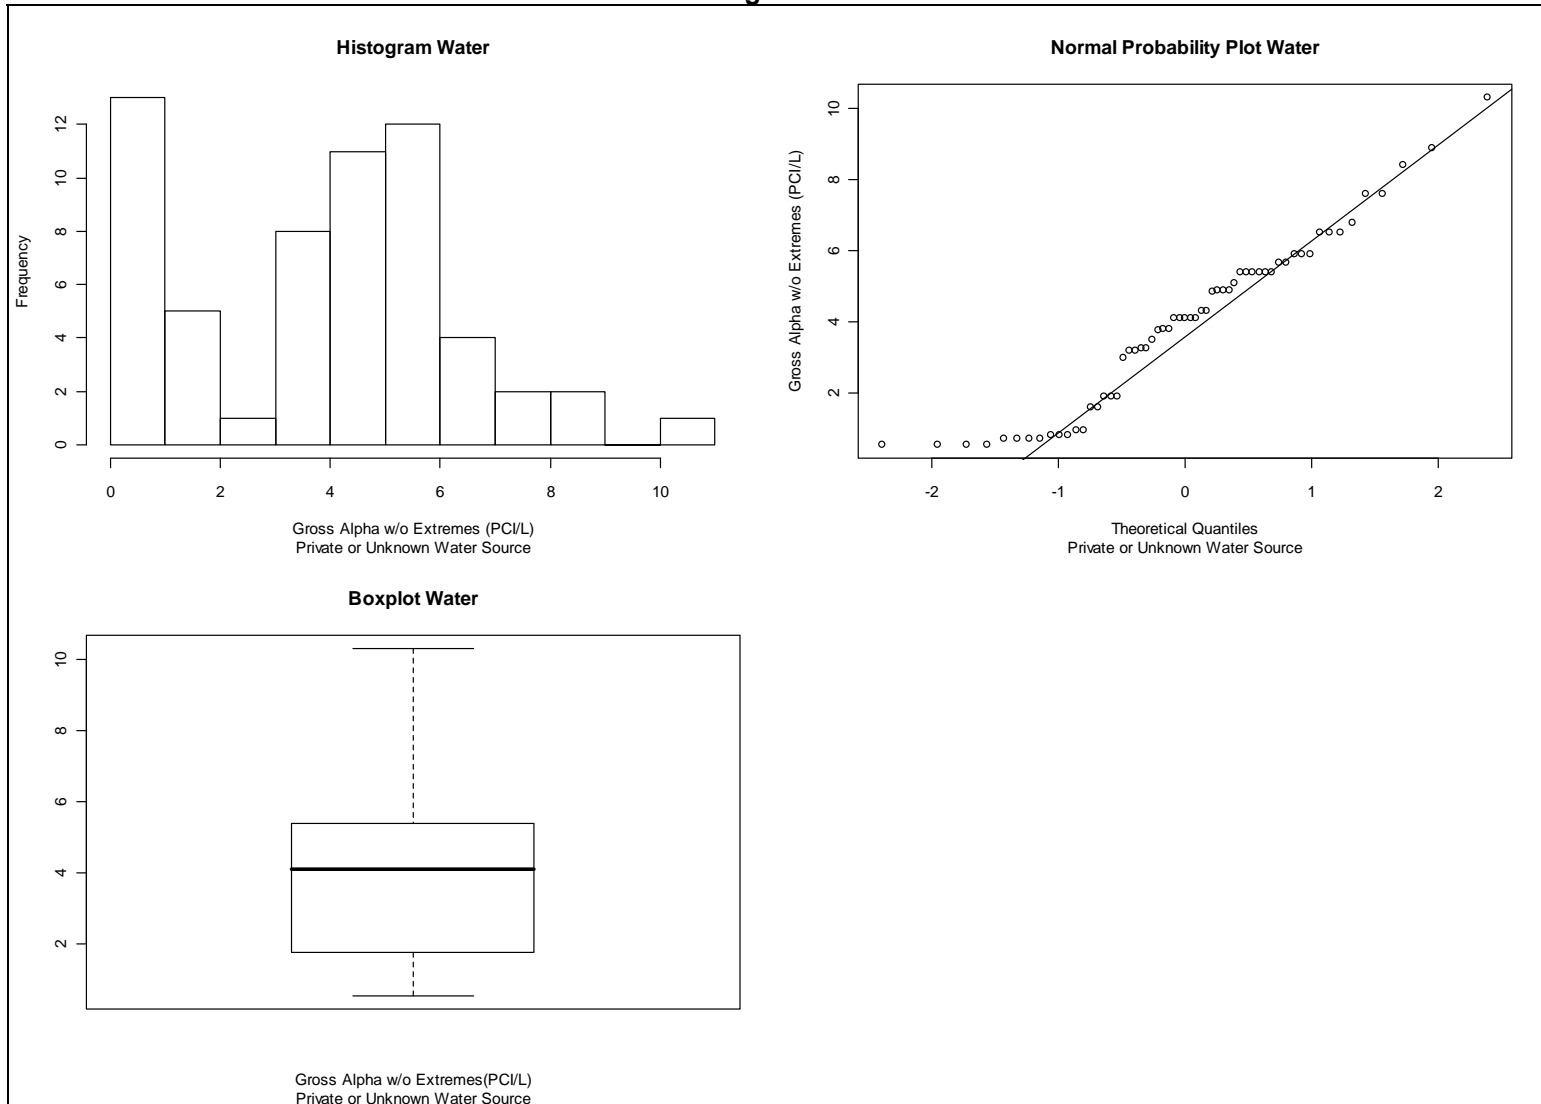 Histogram Water
Frequency
0 2 4 6 8 10 12
0 2 4 6 8 10
Gross Alpha w/o Extremes (PCI/L)
Private or Unknown Water Source
Normal Probability Plot Water
Gross Alpha w/o Extremes (PCI/L)
2 4 6 8 10
-2 -1 0 1 2
Theoretical Quantiles
Private or Unknown Water Source
Boxplot Water
2 4 6 8 10
Gross Alpha w/o Extremes(PCI/L)
Private or Unknown Water Source